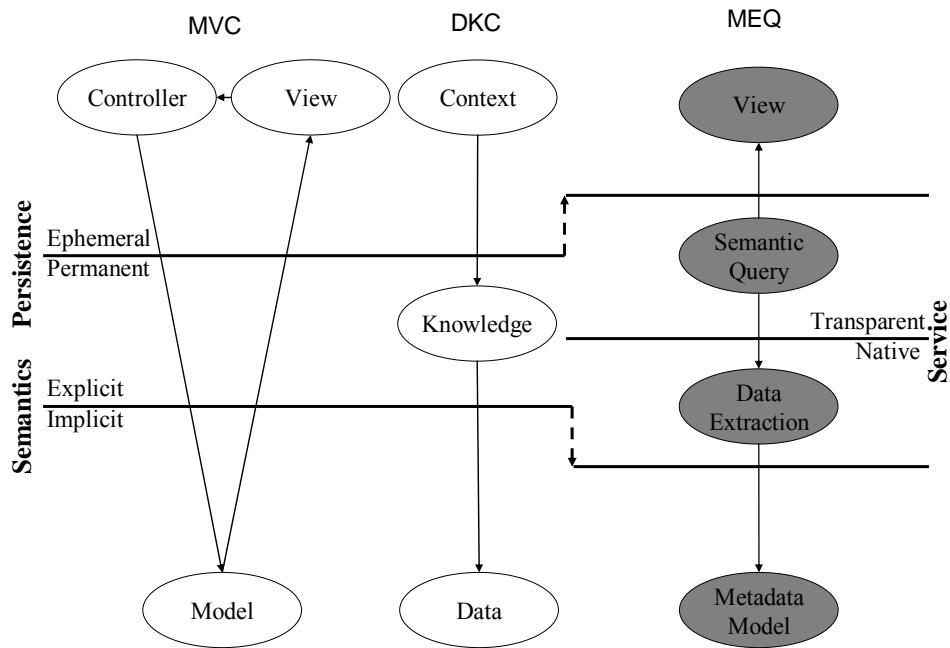 MVC
DKC
MEQ
Controller
View
Context
View
Persistence
Ephemeral
Permanent
Semantic
Query
Knowledge
Transparent
Native
Service
Semantics
Explicit
Implicit
Data
Extraction
Model
Data
Metadata
Model